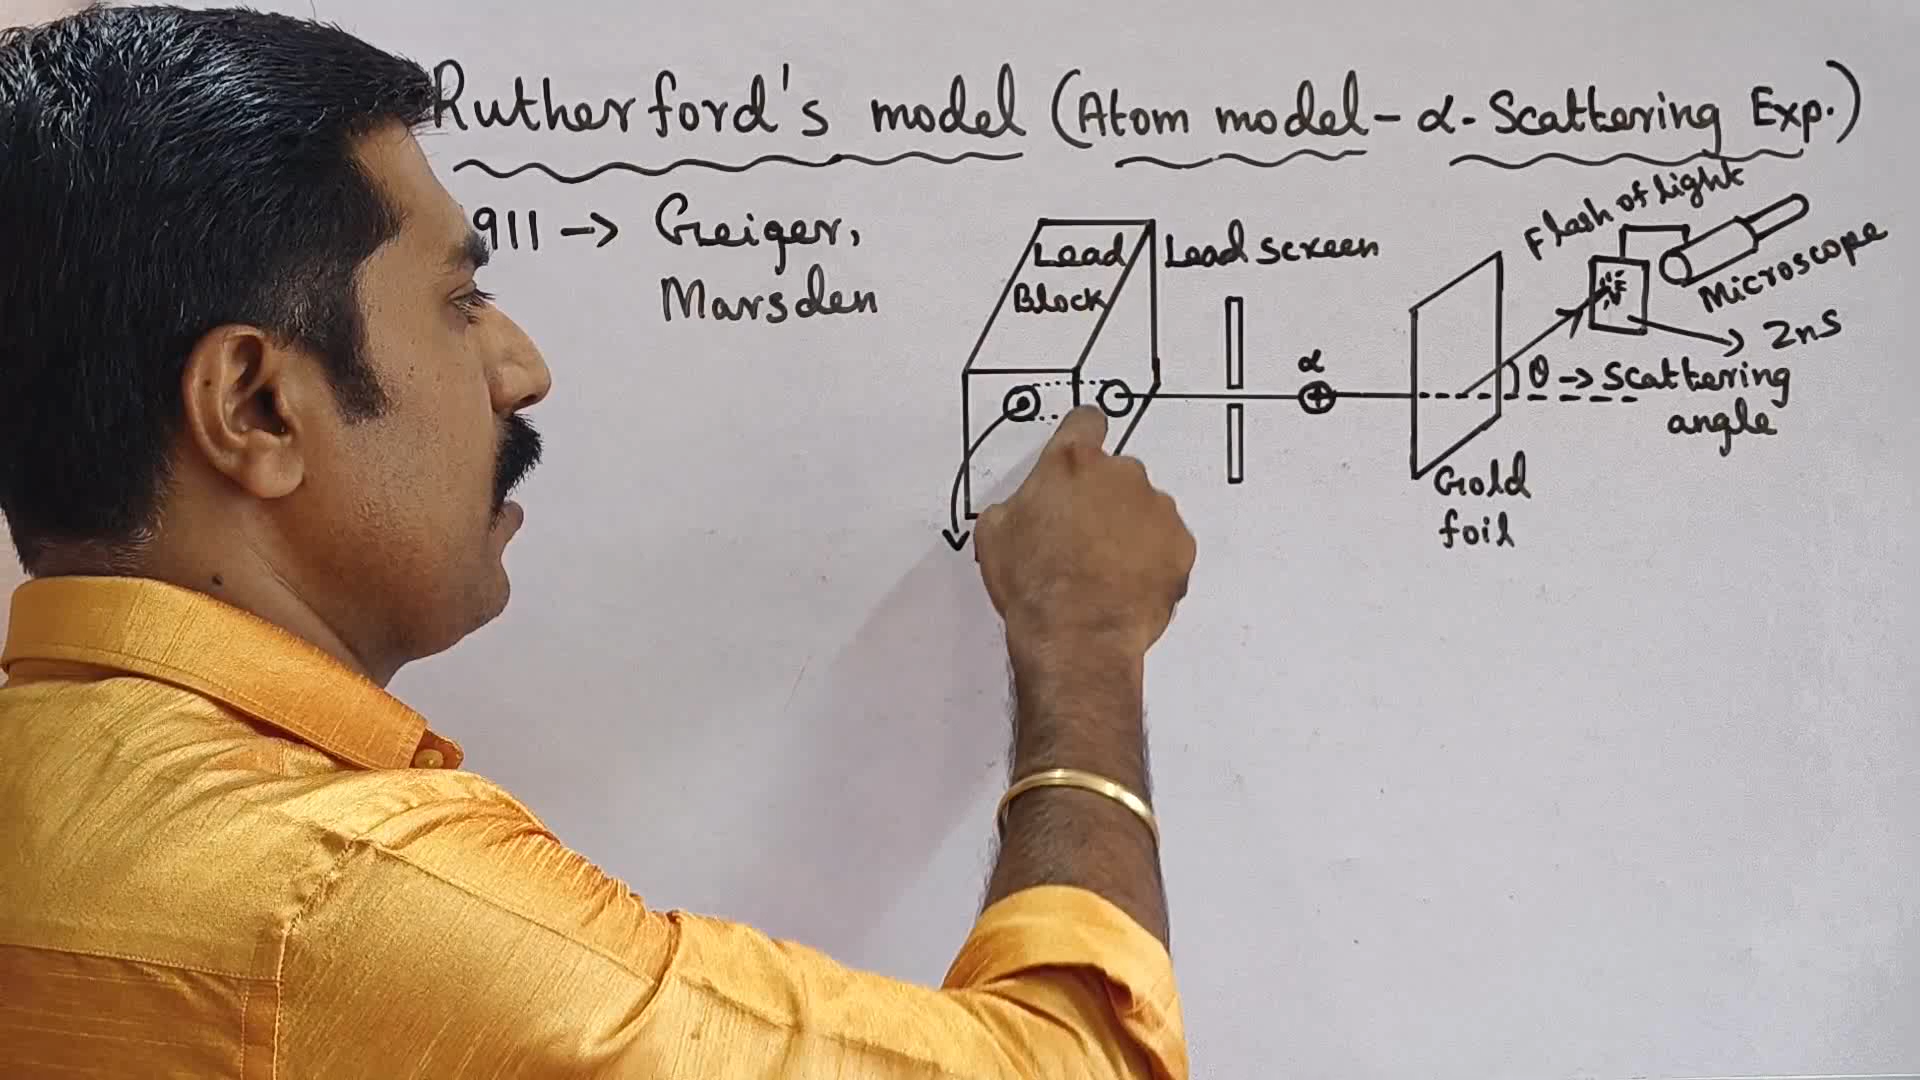 Rutherford's model (Atom model - α - Scattering Exp.)
911 → Geiger,
Marsden
Lead
Block
Lead screen
α
Flash of light
Microscope
ZnS
θ → Scattering
angle
Gold
foil